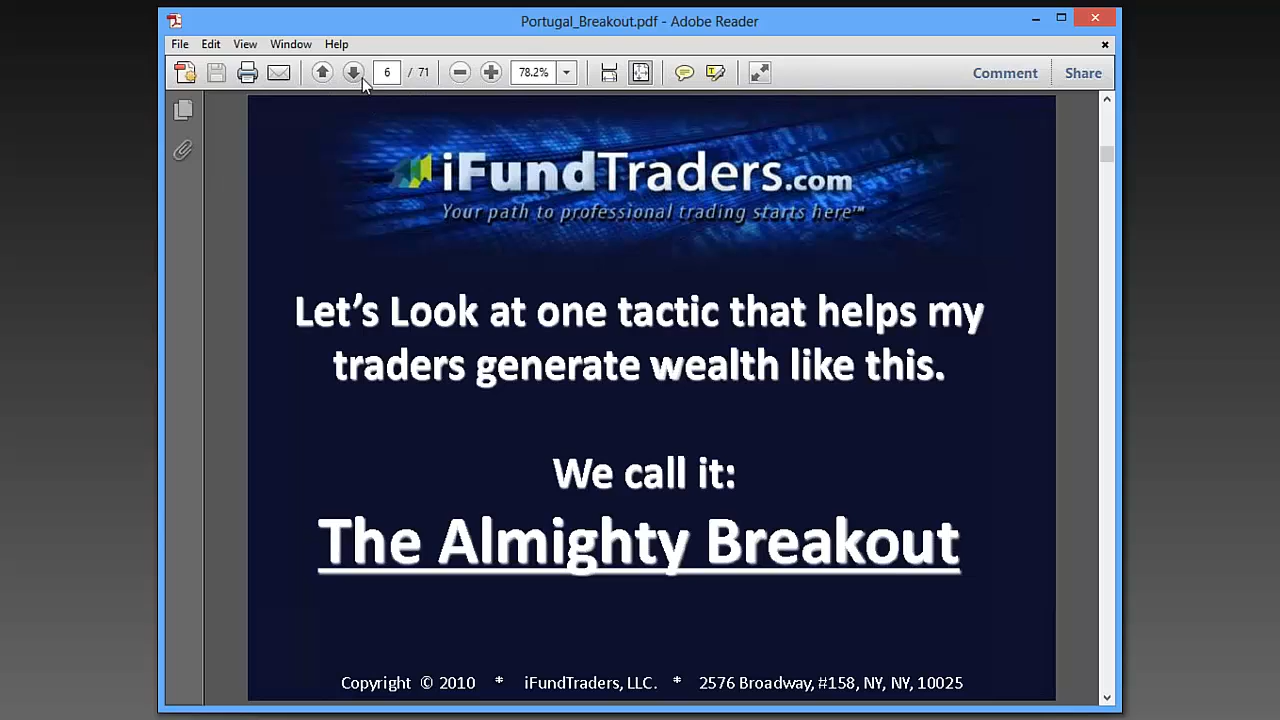 Portugal_Breakout.pdf - Adobe Reader
File Edit View Window Help
6 / 71 78.2% Comment Share
iFundTraders.com
Your path to professional trading starts here™
Let's Look at one tactic that helps my
traders generate wealth like this.
We call it:
The Almighty Breakout
Copyright © 2010 * iFundTraders, LLC. * 2576 Broadway, #158, NY, NY, 10025